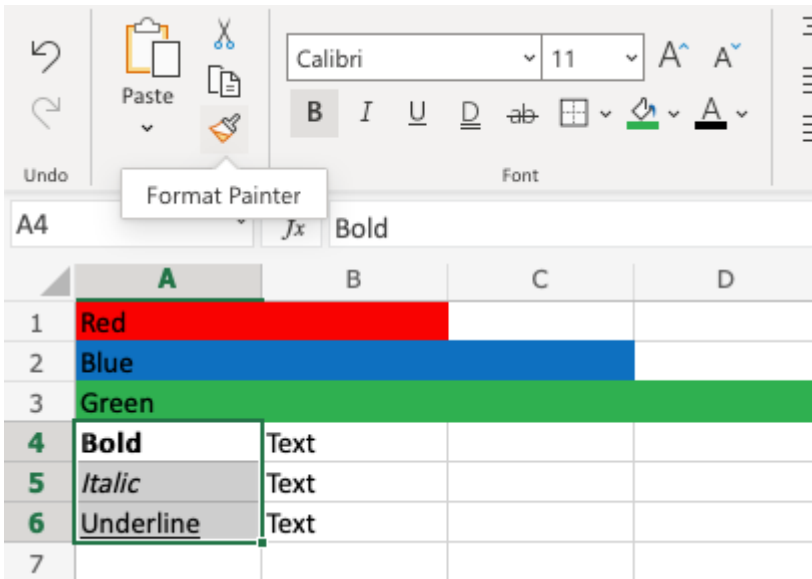 Calibri 11 A A
Paste
B I U D ab A
Undo Font
Format Painter
A4 fx Bold
A B C D
1 Red
2 Blue
3 Green
4 Bold Text
5 Italic Text
6 Underline Text
7